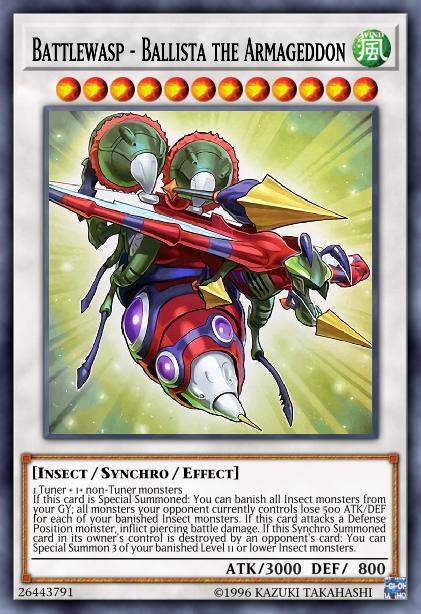 BATTLEWASP - BALLISTA THE ARMAGEDDON
WIND
風
[INSECT / SYNCHRO / EFFECT]
1 Tuner + 1+ non-Tuner monsters
If this card is Special Summoned: You can banish all Insect monsters from
your GY; all monsters your opponent currently controls lose 500 ATK/DEF
for each of your banished Insect monsters. If this card attacks a Defense
Position monster, inflict piercing battle damage. If this Synchro Summoned
card in its owner's control is destroyed by an opponent's card: You can
Special Summon 3 of your banished Level 11 or lower Insect monsters.
ATK/3000 DEF/ 800
26443791
©1996 KAZUKI TAKAHASHI